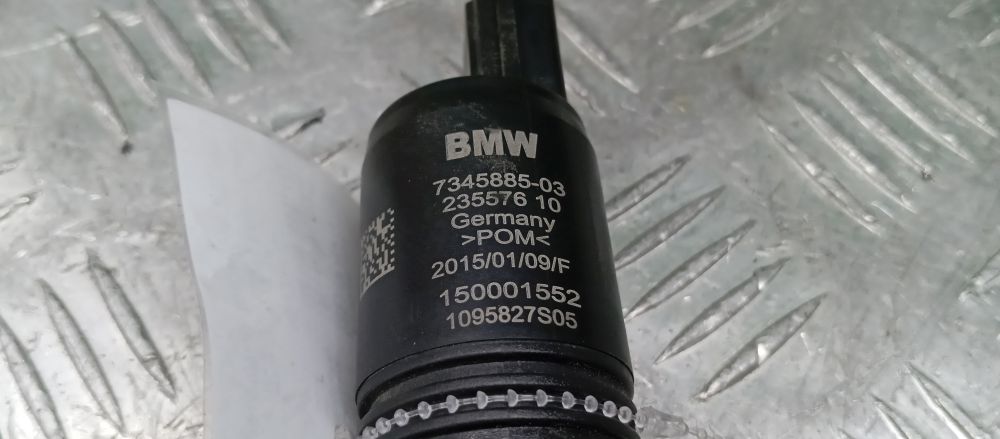 BMW
7345885-03
235576 10
Germany
>POM<
2015/01/09/F
150001552
1095827S05